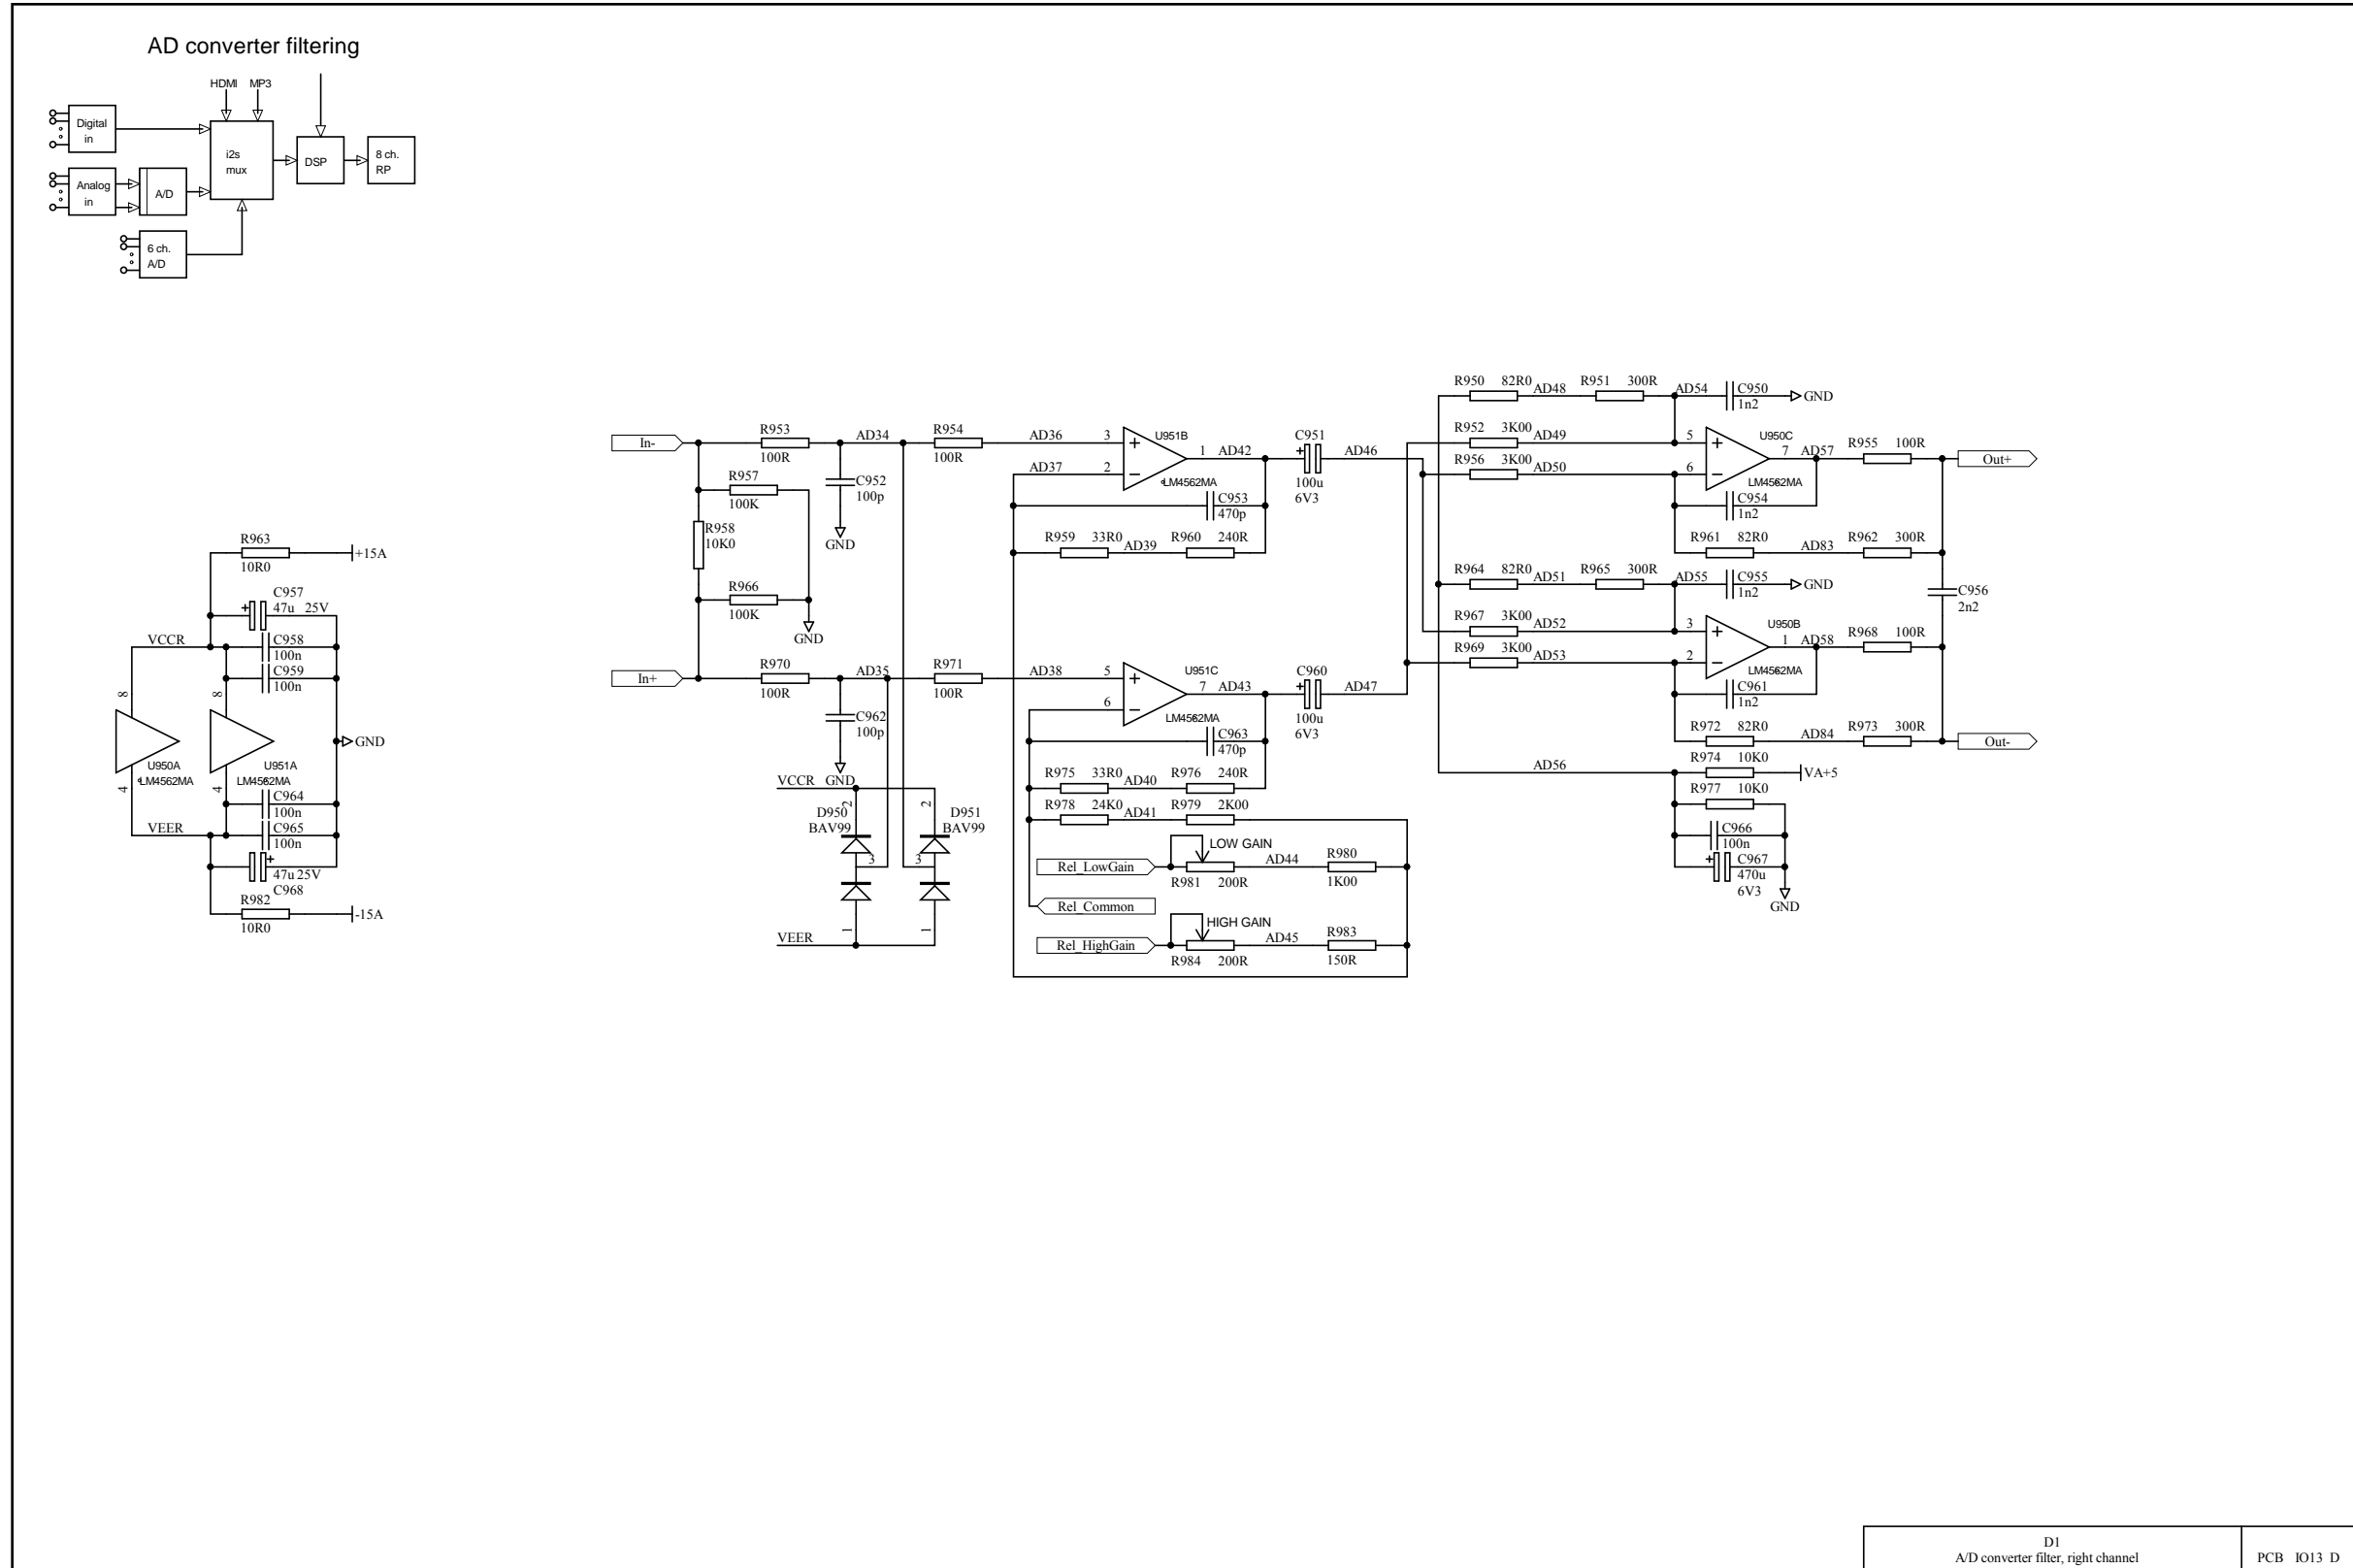 AD converter filtering
HDMI MP3
Digital
in
i2s
mux
DSP
8 ch.
RP
Analog
in
A/D
6 ch.
A/D
R950 82R0 AD48 R951 300R AD54 C950
1n2
GND
In-
R953
100R
AD34
R954
100R
AD36
3
U951B
AD37
2
1 AD42
LM4562MA
C951
100u
6V3
AD46
R952 3K00 AD49
R956 3K00 AD50
5
6
U950C
7 AD57
LM4562MA
R955 100R
Out+
R957
100K
C952
100p
GND
R958
10K0
C953
470p
C954
1n2
R959 33R0 AD39 R960 240R
R961 82R0 AD83 R962 300R
R966
100K
GND
R964 82R0 AD51 R965 300R AD55 C955
1n2
GND
C956
2n2
R967 3K00 AD52
R969 3K00 AD53
3
2
U950B
1 AD58
LM4562MA
R968 100R
C961
1n2
R972 82R0 AD84 R973 300R
Out-
In+
R970
100R
AD35
R971
100R
AD38
5
6
U951C
7 AD43
LM4562MA
C960
100u
6V3
AD47
C962
100p
GND
C963
470p
R975 33R0 AD40 R976 240R
R978 24K0 AD41 R979 2K00
AD56
R974 10K0
VA+5
R977 10K0
C966
100n
C967
470u
6V3
GND
VCCR
2
2
D950
BAV99
D951
BAV99
3
3
1
1
VEER
LOW GAIN
Rel_LowGain
R981 200R
AD44
R980
1K00
Rel_Common
HIGH GAIN
Rel_HighGain
R984 200R
AD45
R983
150R
R963
10R0
+15A
C957
47u 25V
VCCR
C958
100n
C959
100n
8
8
GND
U950A
LM4562MA
U951A
LM4562MA
4
4
C964
100n
VEER
C965
100n
47u 25V
C968
R982
10R0
-15A
D1
A/D converter filter, right channel
PCB IO13 D